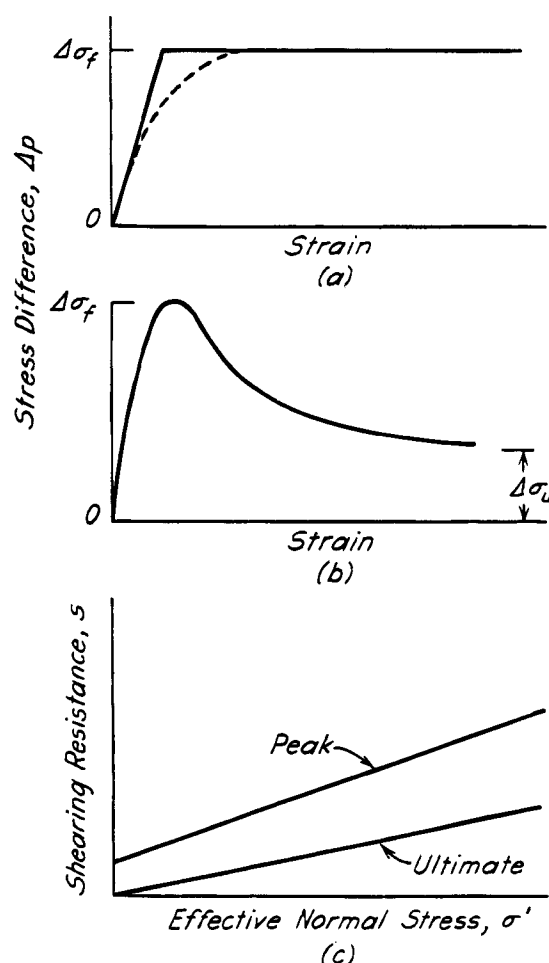 Stress Difference, Δp
Δσf
0
Strain
(a)
Δσf
0
Δσu
Strain
(b)
Shearing Resistance, s
Peak
Ultimate
Effective Normal Stress, σ'
(c)